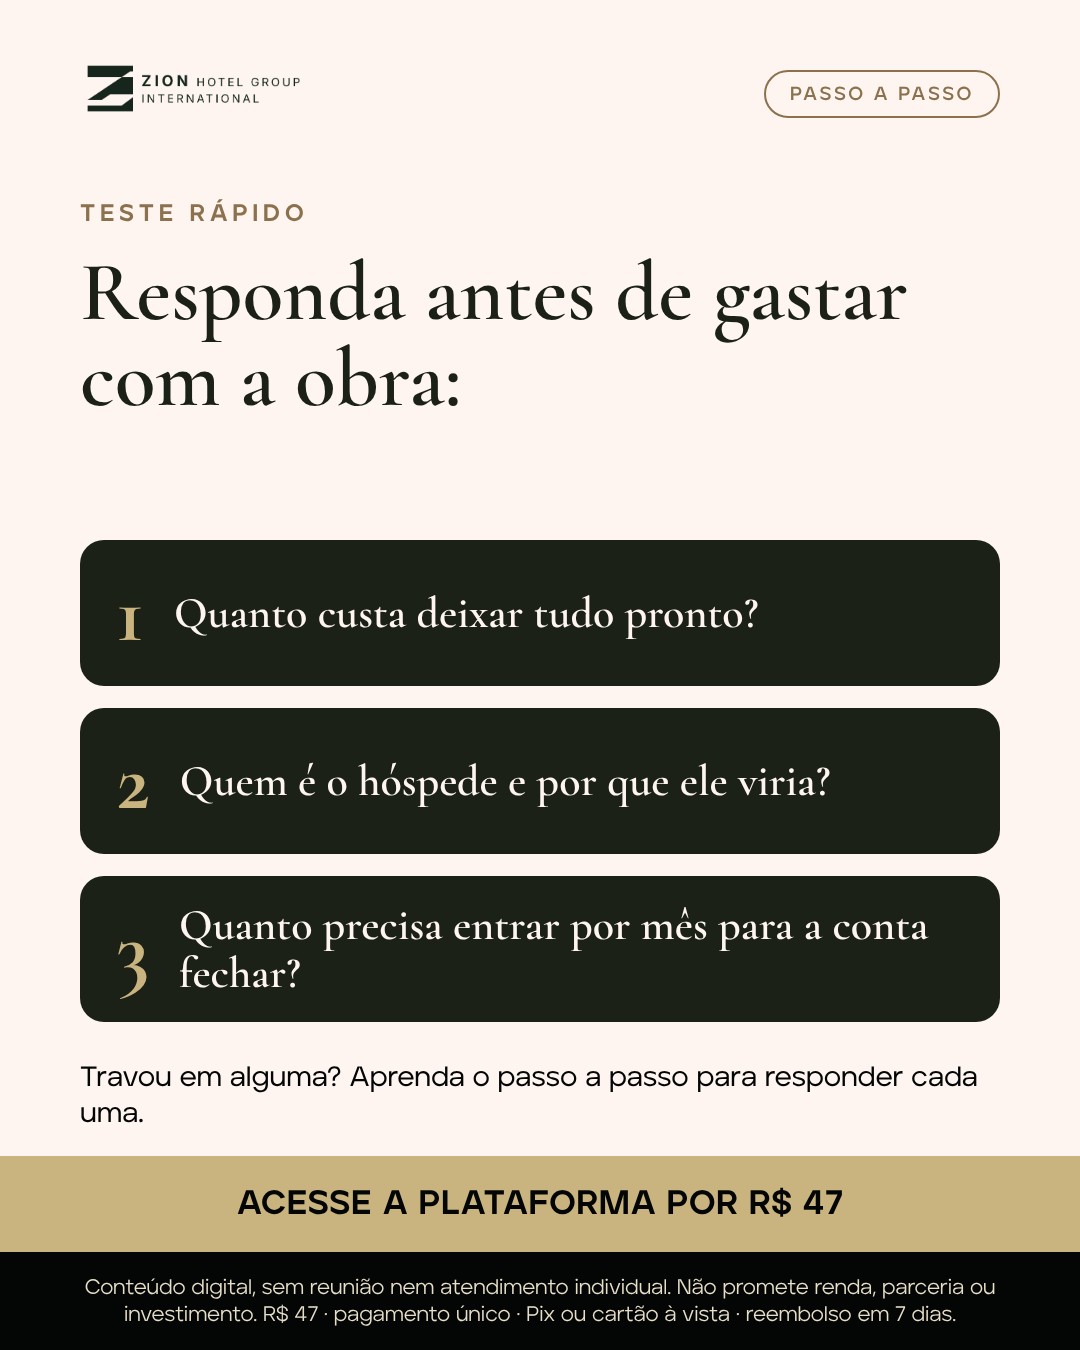 ZION HOTEL GROUP
INTERNATIONAL
PASSO A PASSO
TESTE RÁPIDO
Responda antes de gastar
com a obra:
1 Quanto custa deixar tudo pronto?
2 Quem é o hóspede e por que ele viria?
3 Quanto precisa entrar por mês para a conta
fechar?
Travou em alguma? Aprenda o passo a passo para responder cada
uma.
ACESSE A PLATAFORMA POR R$ 47
Conteúdo digital, sem reunião nem atendimento individual. Não promete renda, parceria ou
investimento. R$ 47 · pagamento único · Pix ou cartão à vista · reembolso em 7 dias.